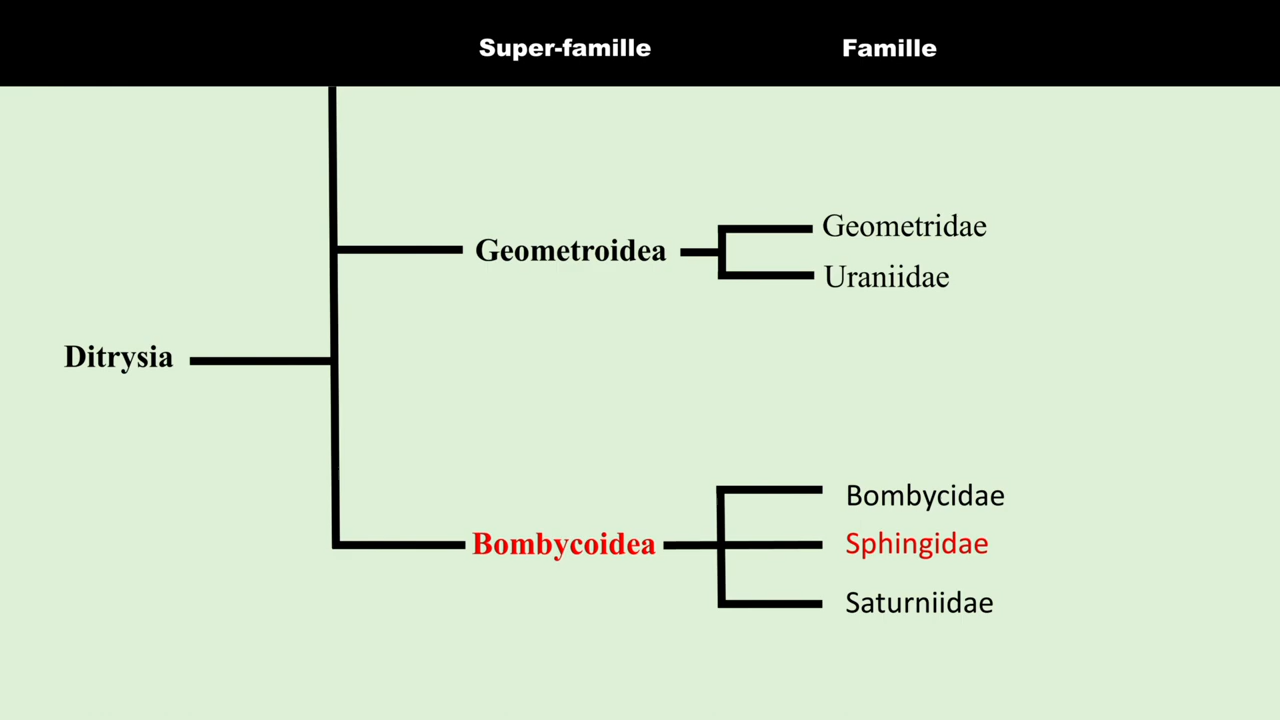 Super-famille Famille
Geometridae
Geometroidea
Uraniidae
Ditrysia
Bombycidae
Bombycoidea Sphingidae
Saturniidae